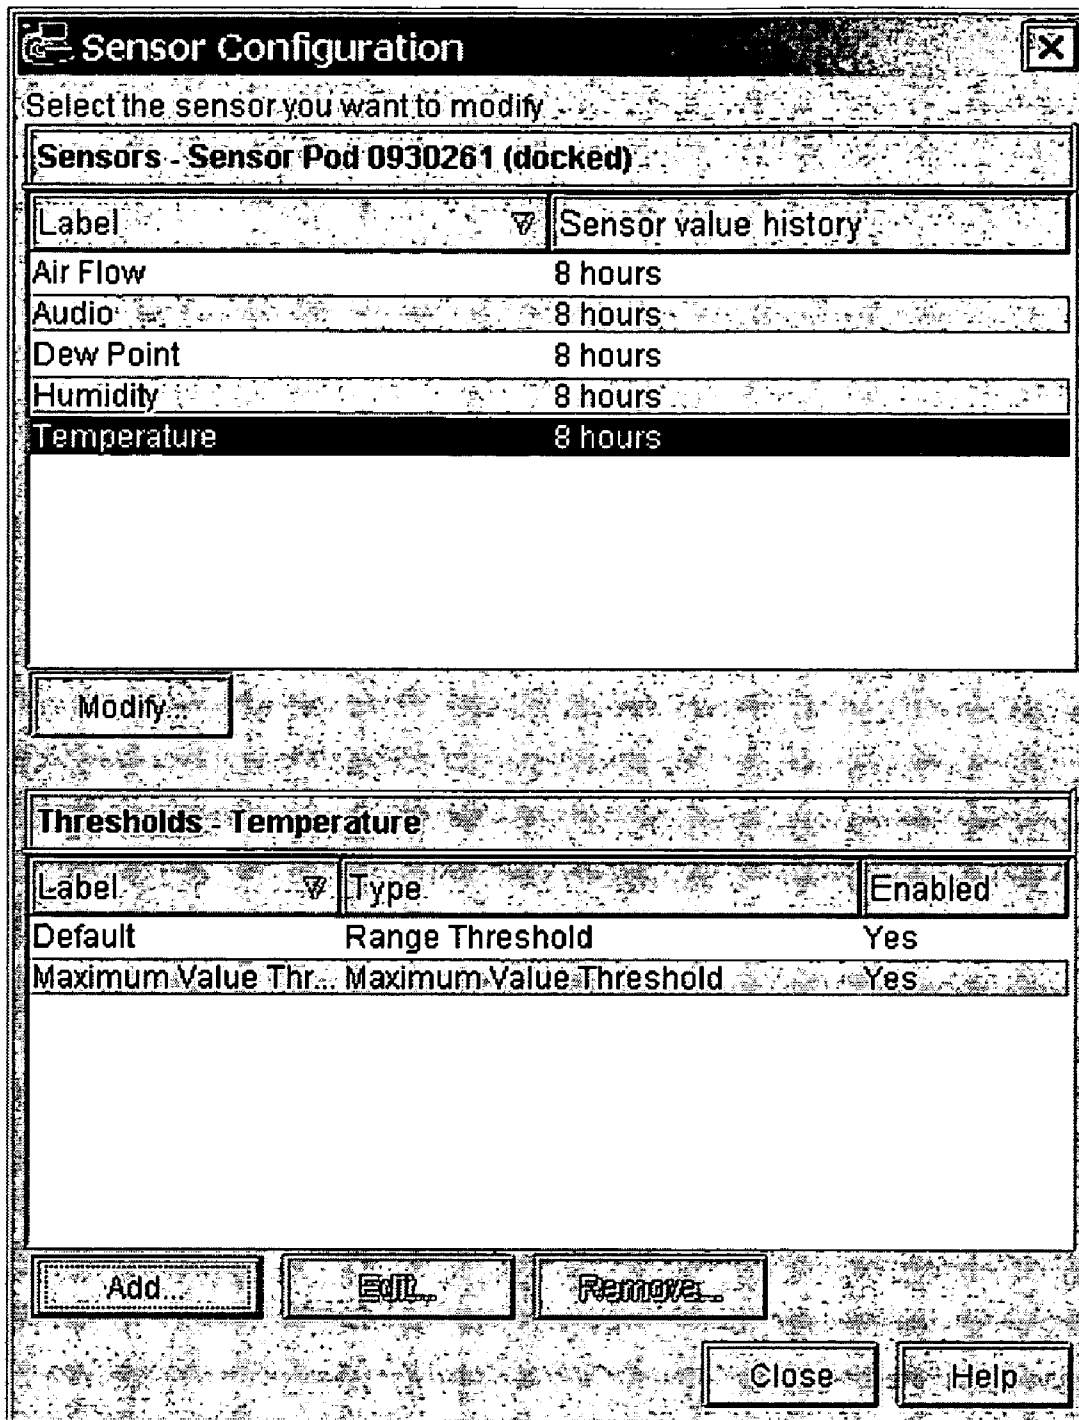 Sensor Configuration
Select the sensor you want to modify
Sensors - Sensor Pod 0930261 (docked)
Label Sensor value history
Air Flow 8 hours
Audio 8 hours
Dew Point 8 hours
Humidity 8 hours
Temperature 8 hours
Modify...
Thresholds - Temperature
Label Type Enabled
Default Range Threshold Yes
Maximum Value Thr... Maximum Value Threshold Yes
Add... Edit... Remove...
Close Help